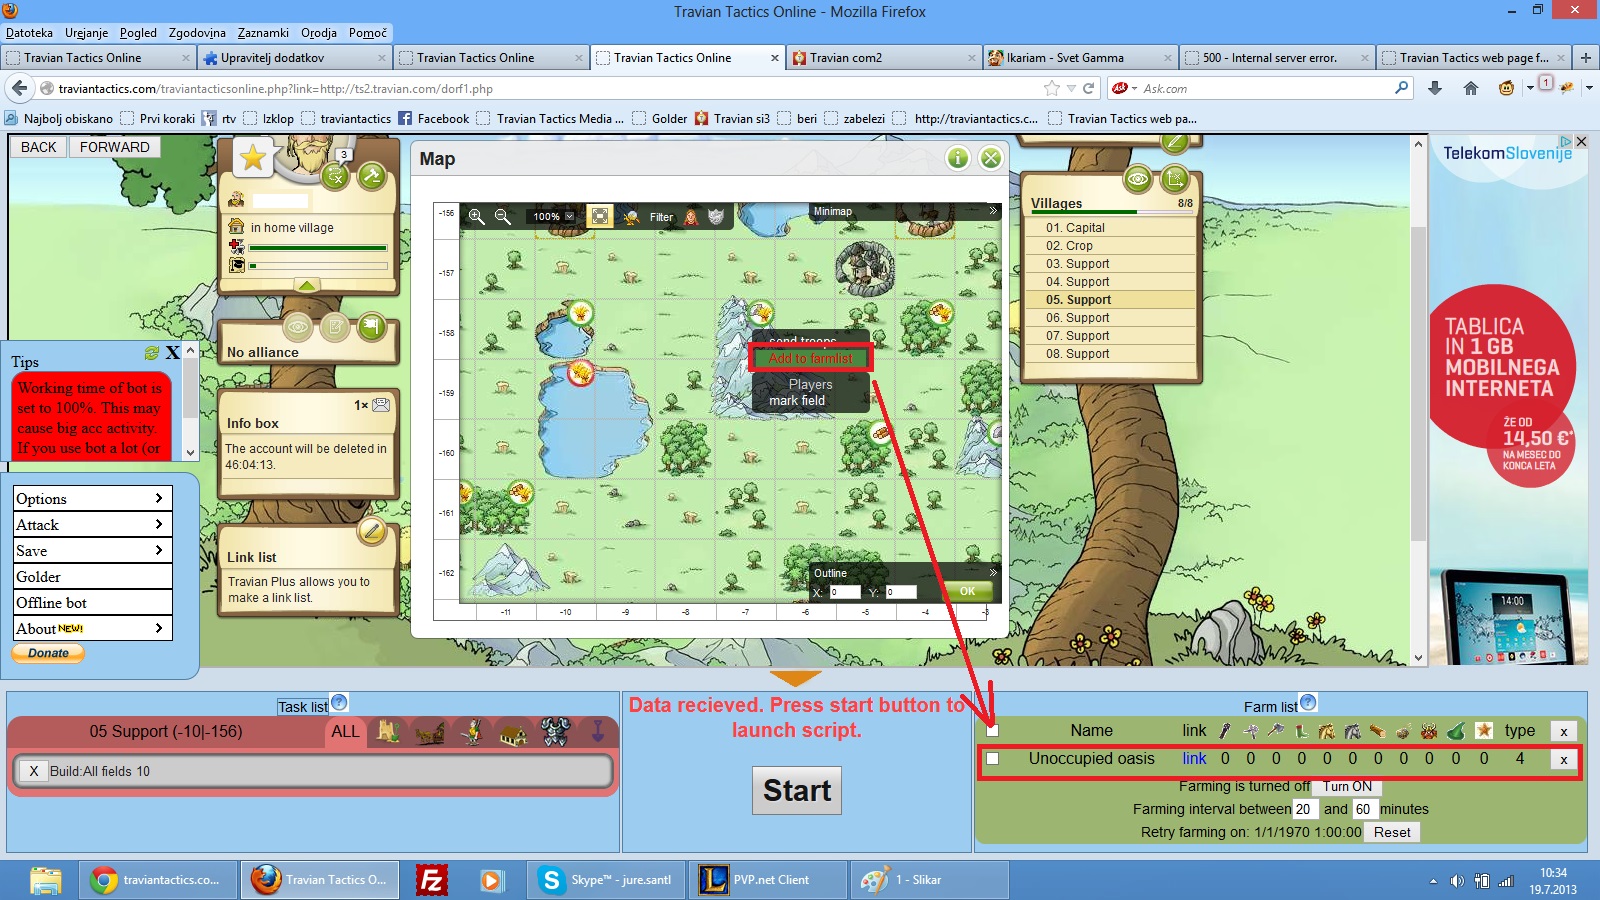 Travian Tactics Online - Mozilla Firefox
Datoteka Urejanje Pogled Zgodovina Zaznamki Orodja Pomoč
Travian Tactics Online Upravitelj dodatkov Travian Tactics Online Travian Tactics Online Travian com2 Ikariam - Svet Gamma 500 - Internal server error. Travian Tactics web page f...
traviantactics.com/traviantacticsonline.php?link=http://ts2.travian.com/dorf1.php
Ask Ask.com
1
Najbolj obiskano Prvi koraki rtv Izklop traviantactics Facebook Travian Tactics Media ... Golder Travian si3 beri zabelezi http://traviantactics.c... Travian Tactics web pa...
BACK FORWARD
3
in home village
No alliance
Tips X
Working time of bot is
set to 100%. This may
cause big acc activity.
If you use bot a lot (or
1×
Info box
The account will be deleted in
46:04:13.
Link list
Travian Plus allows you to
make a link list.
Options
Attack
Save
Golder
Offline bot
About NEW!
Donate
Map
100% Filter
Minimap
-156
-157
-158
-159
-160
-161
-162
send troops
Add to farmlist
Players
mark field
Outline
X: 0 Y: 0 OK
-11 -10 -9 -8 -7 -6 -5 -4 -3
Villages 8/8
01. Capital
02. Crop
03. Support
04. Support
05. Support
06. Support
07. Support
08. Support
TelekomSlovenije
TABLICA
IN 1 GB
MOBILNEGA
INTERNETA
ŽE OD
14,50 €*
NA MESEC DO
KONCA LETA
14:00
Task list
05 Support (-10|-156) ALL
X Build:All fields 10
Data recieved. Press start button to
launch script.
Start
Farm list
Name link type x
Unoccupied oasis link 0 0 0 0 0 0 0 0 0 0 0 4 x
Farming is turned off Turn ON
Farming interval between 20 and 60 minutes
Retry farming on: 1/1/1970 1:00:00 Reset
traviantactics.co... Travian Tactics O... Fz Skype™ - jure.santl PVP.net Client 1 - Slikar
10:34
19.7.2013